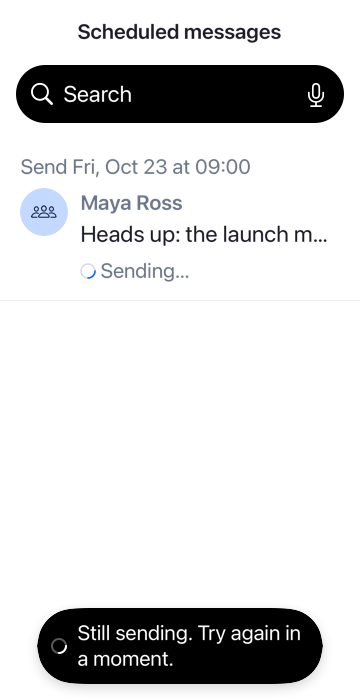 Scheduled messages
Search
Send Fri, Oct 23 at 09:00
Maya Ross
Heads up: the launch m...
Sending...
Still sending. Try again in
a moment.